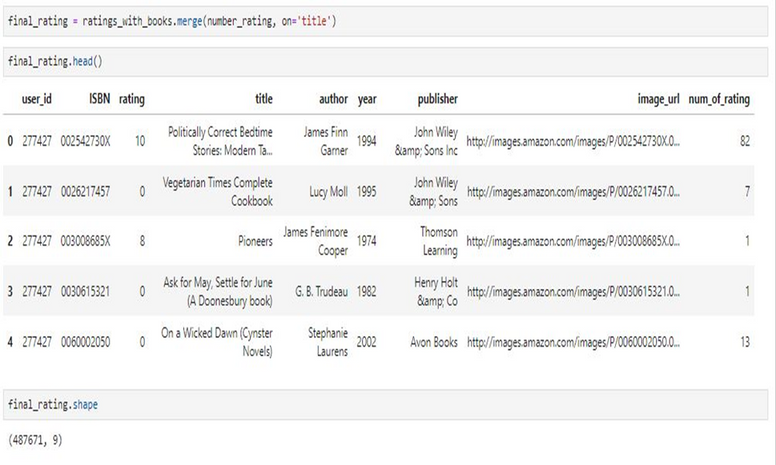 final_rating = ratings_with_books.merge(number_rating, on='title')
final_rating.head()
user_id ISBN rating title author year publisher image_url num_of_rating
0 277427 002542730X 10 Politically Correct Bedtime Stories: Modern Ta... James Finn Garner 1994 John Wiley &amp; Sons Inc http://images.amazon.com/images/P/002542730X.0... 82
1 277427 0026217457 0 Vegetarian Times Complete Cookbook Lucy Moll 1995 John Wiley &amp; Sons http://images.amazon.com/images/P/0026217457.0... 7
2 277427 003008685X 8 Pioneers James Fenimore Cooper 1974 Thomson Learning http://images.amazon.com/images/P/003008685X.0... 1
3 277427 0030615321 0 Ask for May, Settle for June (A Doonesbury book) G. B. Trudeau 1982 Henry Holt &amp; Co http://images.amazon.com/images/P/0030615321.0... 1
4 277427 0060002050 0 On a Wicked Dawn (Cynster Novels) Stephanie Laurens 2002 Avon Books http://images.amazon.com/images/P/0060002050.0... 13
final_rating.shape
(487671, 9)